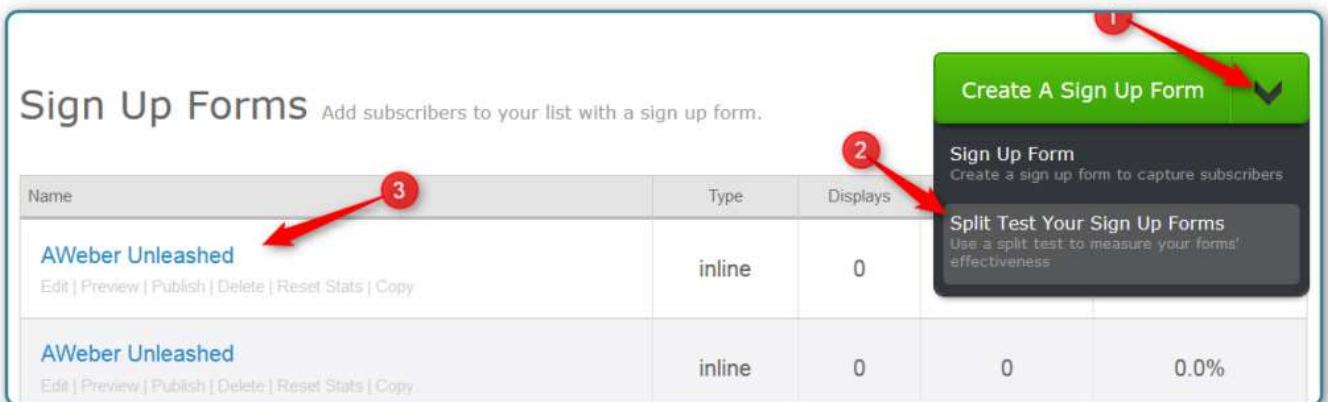 1
Sign Up Forms Add subscribers to your list with a sign up form.
Create A Sign Up Form
2
Sign Up Form
Create a sign up form to capture subscribers
Split Test Your Sign Up Forms
Use a split test to measure your forms'
effectiveness
3
Name Type Displays
AWeber Unleashed inline 0
Edit | Preview | Publish | Delete | Reset Stats | Copy
AWeber Unleashed inline 0 0 0.0%
Edit | Preview | Publish | Delete | Reset Stats | Copy